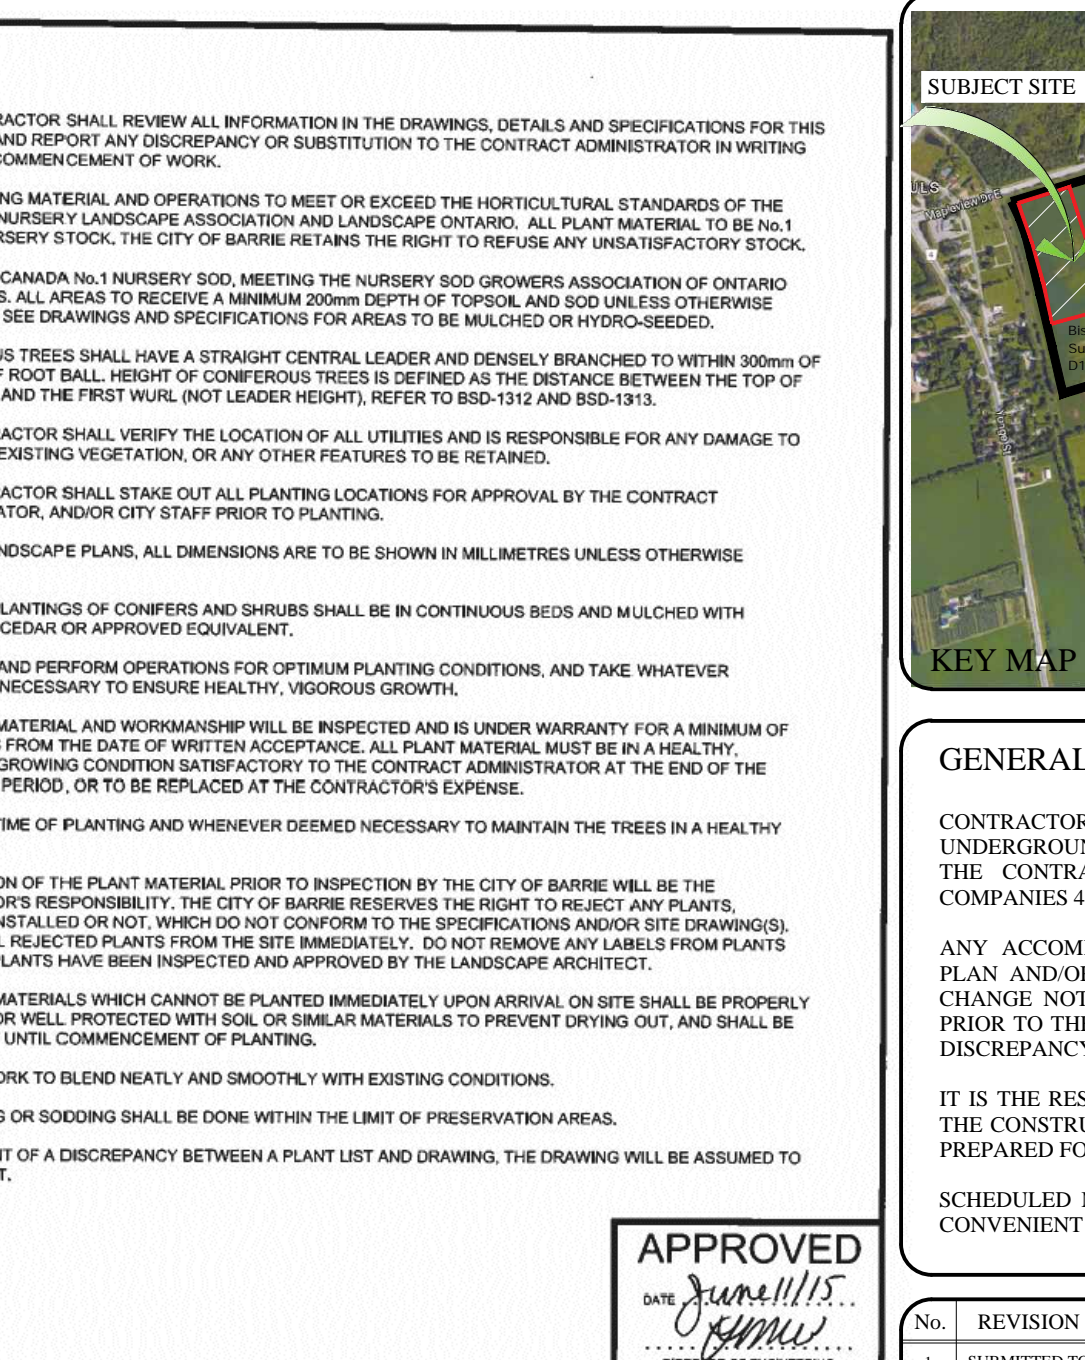 RACTOR SHALL REVIEW ALL INFORMATION IN THE DRAWINGS, DETAILS AND SPECIFICATIONS FOR THIS
AND REPORT ANY DISCREPANCY OR SUBSTITUTION TO THE CONTRACT ADMINISTRATOR IN WRITING
COMMENCEMENT OF WORK.
NG MATERIAL AND OPERATIONS TO MEET OR EXCEED THE HORTICULTURAL STANDARDS OF THE
NURSERY LANDSCAPE ASSOCIATION AND LANDSCAPE ONTARIO. ALL PLANT MATERIAL TO BE No.1
RSERY STOCK. THE CITY OF BARRIE RETAINS THE RIGHT TO REFUSE ANY UNSATISFACTORY STOCK.
CANADA No.1 NURSERY SOD, MEETING THE NURSERY SOD GROWERS ASSOCIATION OF ONTARIO
S. ALL AREAS TO RECEIVE A MINIMUM 200mm DEPTH OF TOPSOIL AND SOD UNLESS OTHERWISE
SEE DRAWINGS AND SPECIFICATIONS FOR AREAS TO BE MULCHED OR HYDRO-SEEDED.
US TREES SHALL HAVE A STRAIGHT CENTRAL LEADER AND DENSELY BRANCHED TO WITHIN 300mm OF
F ROOT BALL. HEIGHT OF CONIFEROUS TREES IS DEFINED AS THE DISTANCE BETWEEN THE TOP OF
AND THE FIRST WURL (NOT LEADER HEIGHT), REFER TO BSD-1312 AND BSD-1313.
RACTOR SHALL VERIFY THE LOCATION OF ALL UTILITIES AND IS RESPONSIBLE FOR ANY DAMAGE TO
EXISTING VEGETATION, OR ANY OTHER FEATURES TO BE RETAINED.
RACTOR SHALL STAKE OUT ALL PLANTING LOCATIONS FOR APPROVAL BY THE CONTRACT
ATOR, AND/OR CITY STAFF PRIOR TO PLANTING.
NDSCAPE PLANS, ALL DIMENSIONS ARE TO BE SHOWN IN MILLIMETRES UNLESS OTHERWISE
LANTINGS OF CONIFERS AND SHRUBS SHALL BE IN CONTINUOUS BEDS AND MULCHED WITH
CEDAR OR APPROVED EQUIVALENT.
AND PERFORM OPERATIONS FOR OPTIMUM PLANTING CONDITIONS, AND TAKE WHATEVER
NECESSARY TO ENSURE HEALTHY, VIGOROUS GROWTH.
MATERIAL AND WORKMANSHIP WILL BE INSPECTED AND IS UNDER WARRANTY FOR A MINIMUM OF
S FROM THE DATE OF WRITTEN ACCEPTANCE. ALL PLANT MATERIAL MUST BE IN A HEALTHY,
GROWING CONDITION SATISFACTORY TO THE CONTRACT ADMINISTRATOR AT THE END OF THE
PERIOD, OR TO BE REPLACED AT THE CONTRACTOR'S EXPENSE.
TIME OF PLANTING AND WHENEVER DEEMED NECESSARY TO MAINTAIN THE TREES IN A HEALTHY
ON OF THE PLANT MATERIAL PRIOR TO INSPECTION BY THE CITY OF BARRIE WILL BE THE
OR'S RESPONSIBILITY. THE CITY OF BARRIE RESERVES THE RIGHT TO REJECT ANY PLANTS,
NSTALLED OR NOT, WHICH DO NOT CONFORM TO THE SPECIFICATIONS AND/OR SITE DRAWING(S).
L REJECTED PLANTS FROM THE SITE IMMEDIATELY. DO NOT REMOVE ANY LABELS FROM PLANTS
PLANTS HAVE BEEN INSPECTED AND APPROVED BY THE LANDSCAPE ARCHITECT.
MATERIALS WHICH CANNOT BE PLANTED IMMEDIATELY UPON ARRIVAL ON SITE SHALL BE PROPERLY
OR WELL PROTECTED WITH SOIL OR SIMILAR MATERIALS TO PREVENT DRYING OUT, AND SHALL BE
UNTIL COMMENCEMENT OF PLANTING.
ORK TO BLEND NEATLY AND SMOOTHLY WITH EXISTING CONDITIONS.
G OR SODDING SHALL BE DONE WITHIN THE LIMIT OF PRESERVATION AREAS.
NT OF A DISCREPANCY BETWEEN A PLANT LIST AND DRAWING, THE DRAWING WILL BE ASSUMED TO
T.
APPROVED
DATE June 11/15
SUBJECT SITE
ULS
Mapleview Dr E
Bis
Su
D1
Yonge St
KEY MAP
GENERAL
CONTRACTOR
UNDERGROUN
THE CONTRA
COMPANIES 4
ANY ACCOM
PLAN AND/O
CHANGE NOT
PRIOR TO THE
DISCREPANCY
IT IS THE RES
THE CONSTRU
PREPARED FO
SCHEDULED
CONVENIENT
No. REVISION
SUBMITTED TO